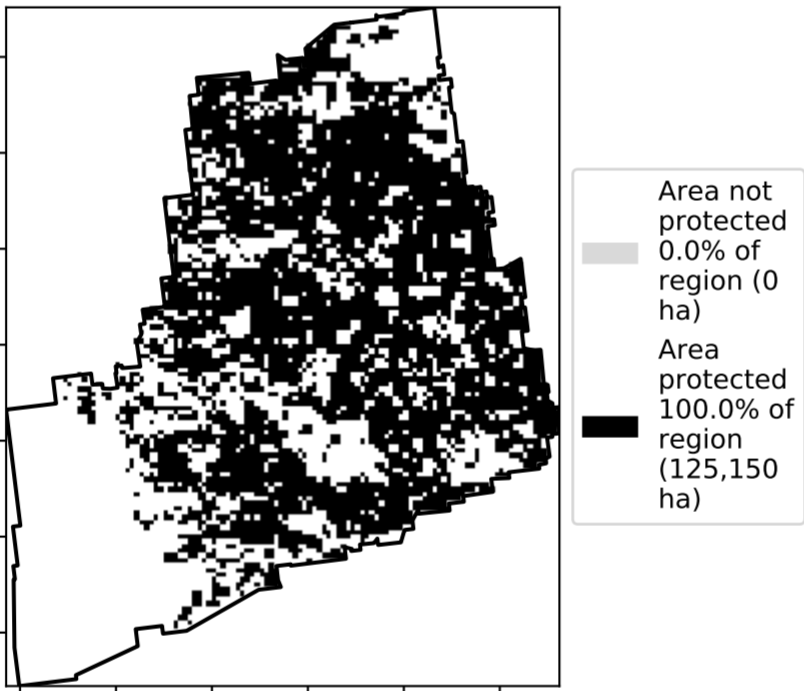 Area not
protected
0.0% of
region (0
ha)
Area
protected
100.0% of
region
(125,150
ha)